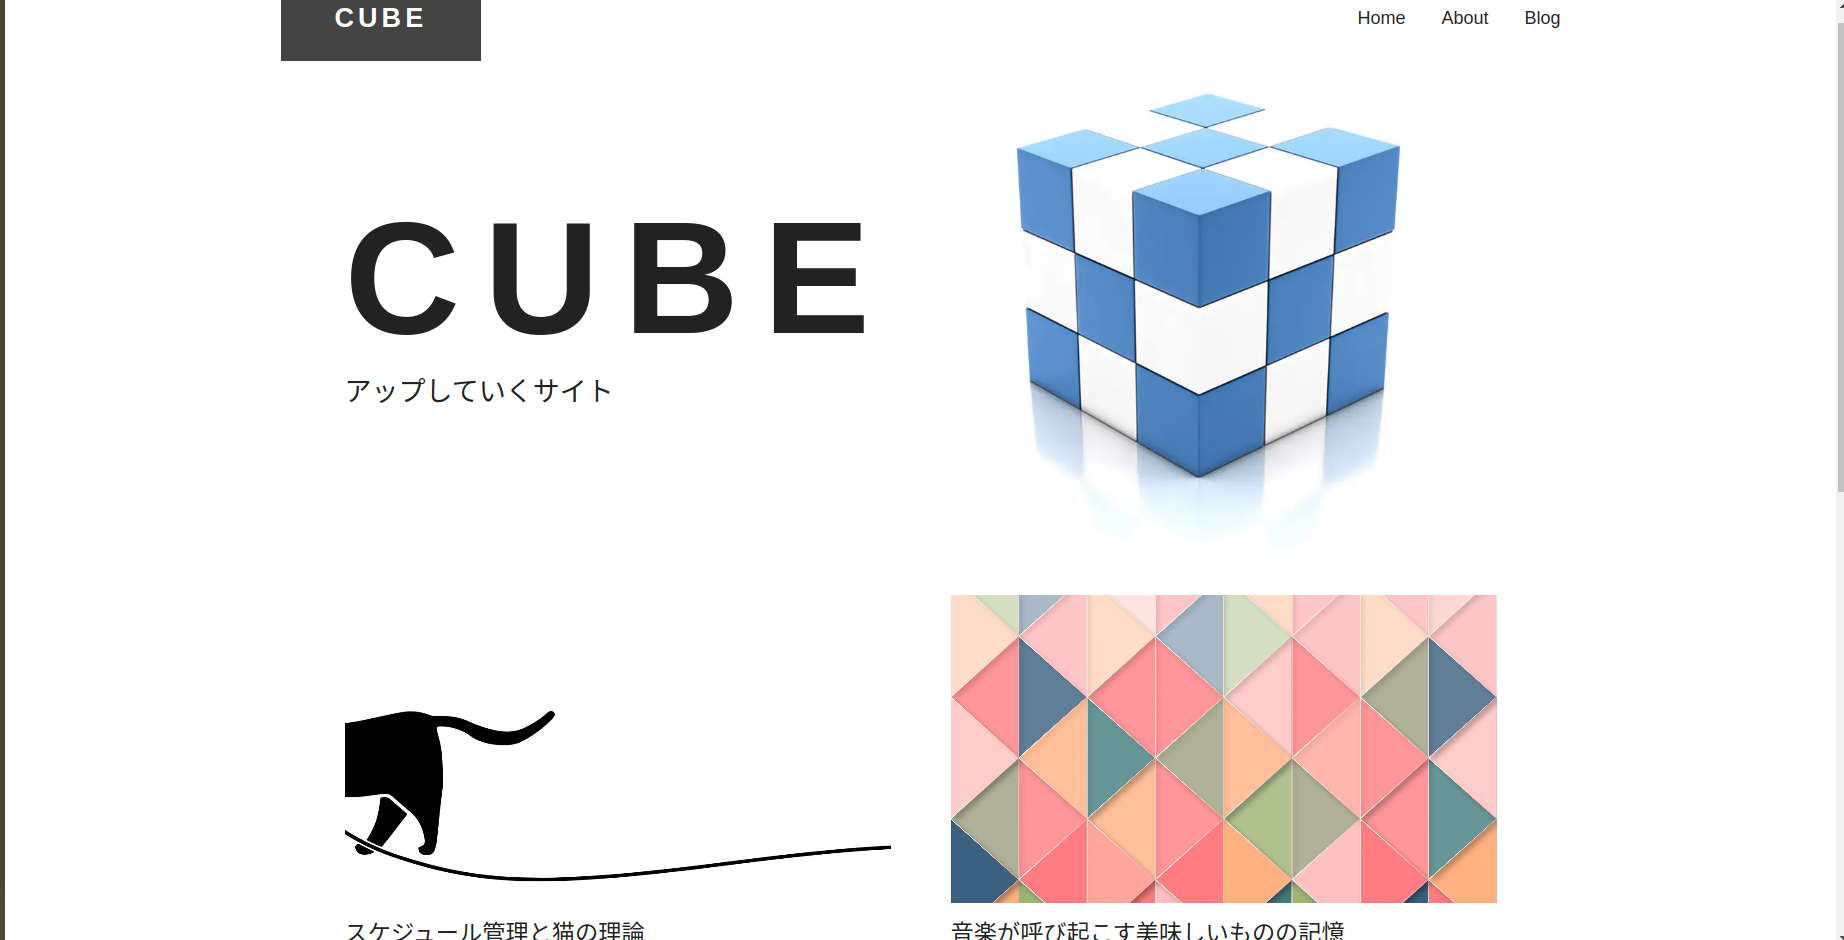 CUBE
Home About Blog
CUBE
アップしていくサイト
スケジュール管理と猫の理論
音楽が呼び起こす美味しいものの記憶